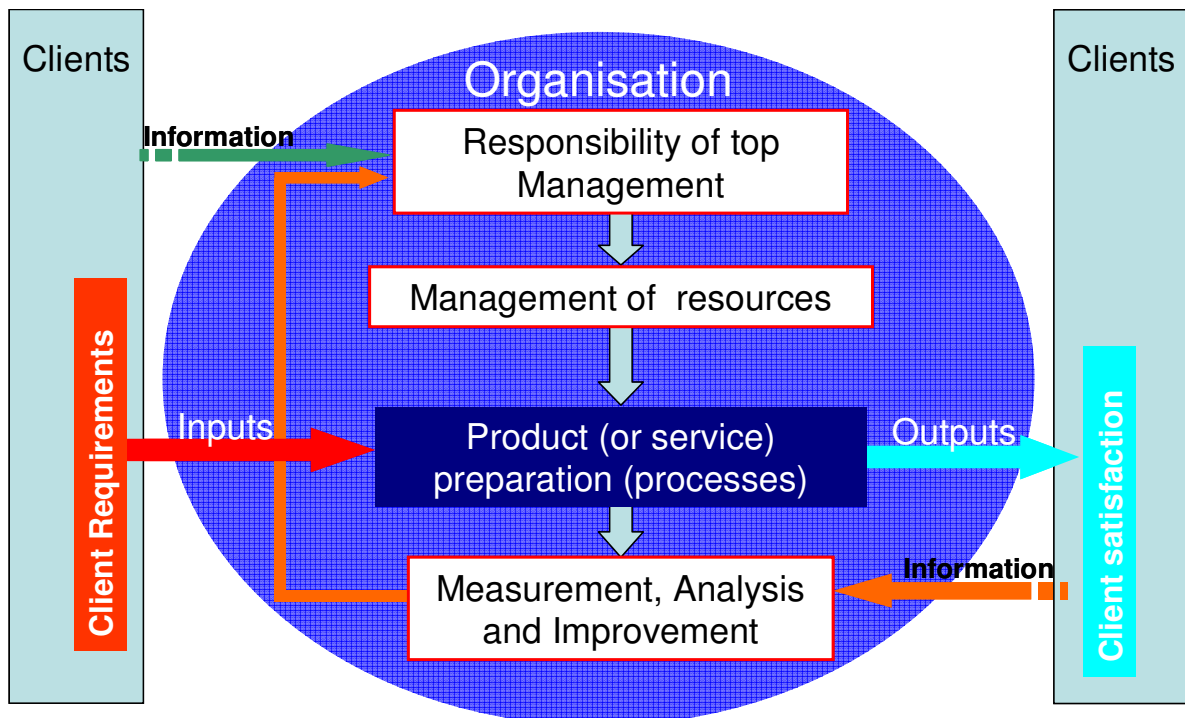 Clients
Clients
Organisation
Information
Responsibility of top
Management
Management of resources
Client Requirements
Inputs
Product (or service)
preparation (processes)
Outputs
Client satisfaction
Information
Measurement, Analysis
and Improvement